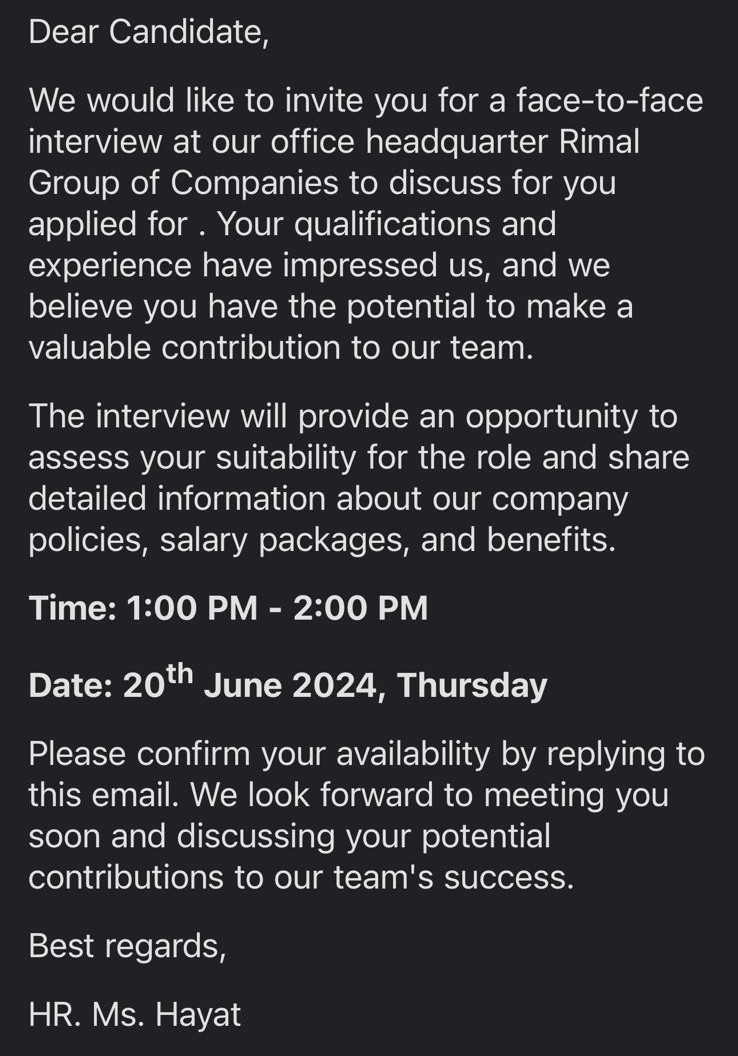 Dear Candidate,
We would like to invite you for a face-to-face
interview at our office headquarter Rimal
Group of Companies to discuss for you
applied for . Your qualifications and
experience have impressed us, and we
believe you have the potential to make a
valuable contribution to our team.
The interview will provide an opportunity to
assess your suitability for the role and share
detailed information about our company
policies, salary packages, and benefits.
Time: 1:00 PM - 2:00 PM
Date: 20th June 2024, Thursday
Please confirm your availability by replying to
this email. We look forward to meeting you
soon and discussing your potential
contributions to our team's success.
Best regards,
HR. Ms. Hayat